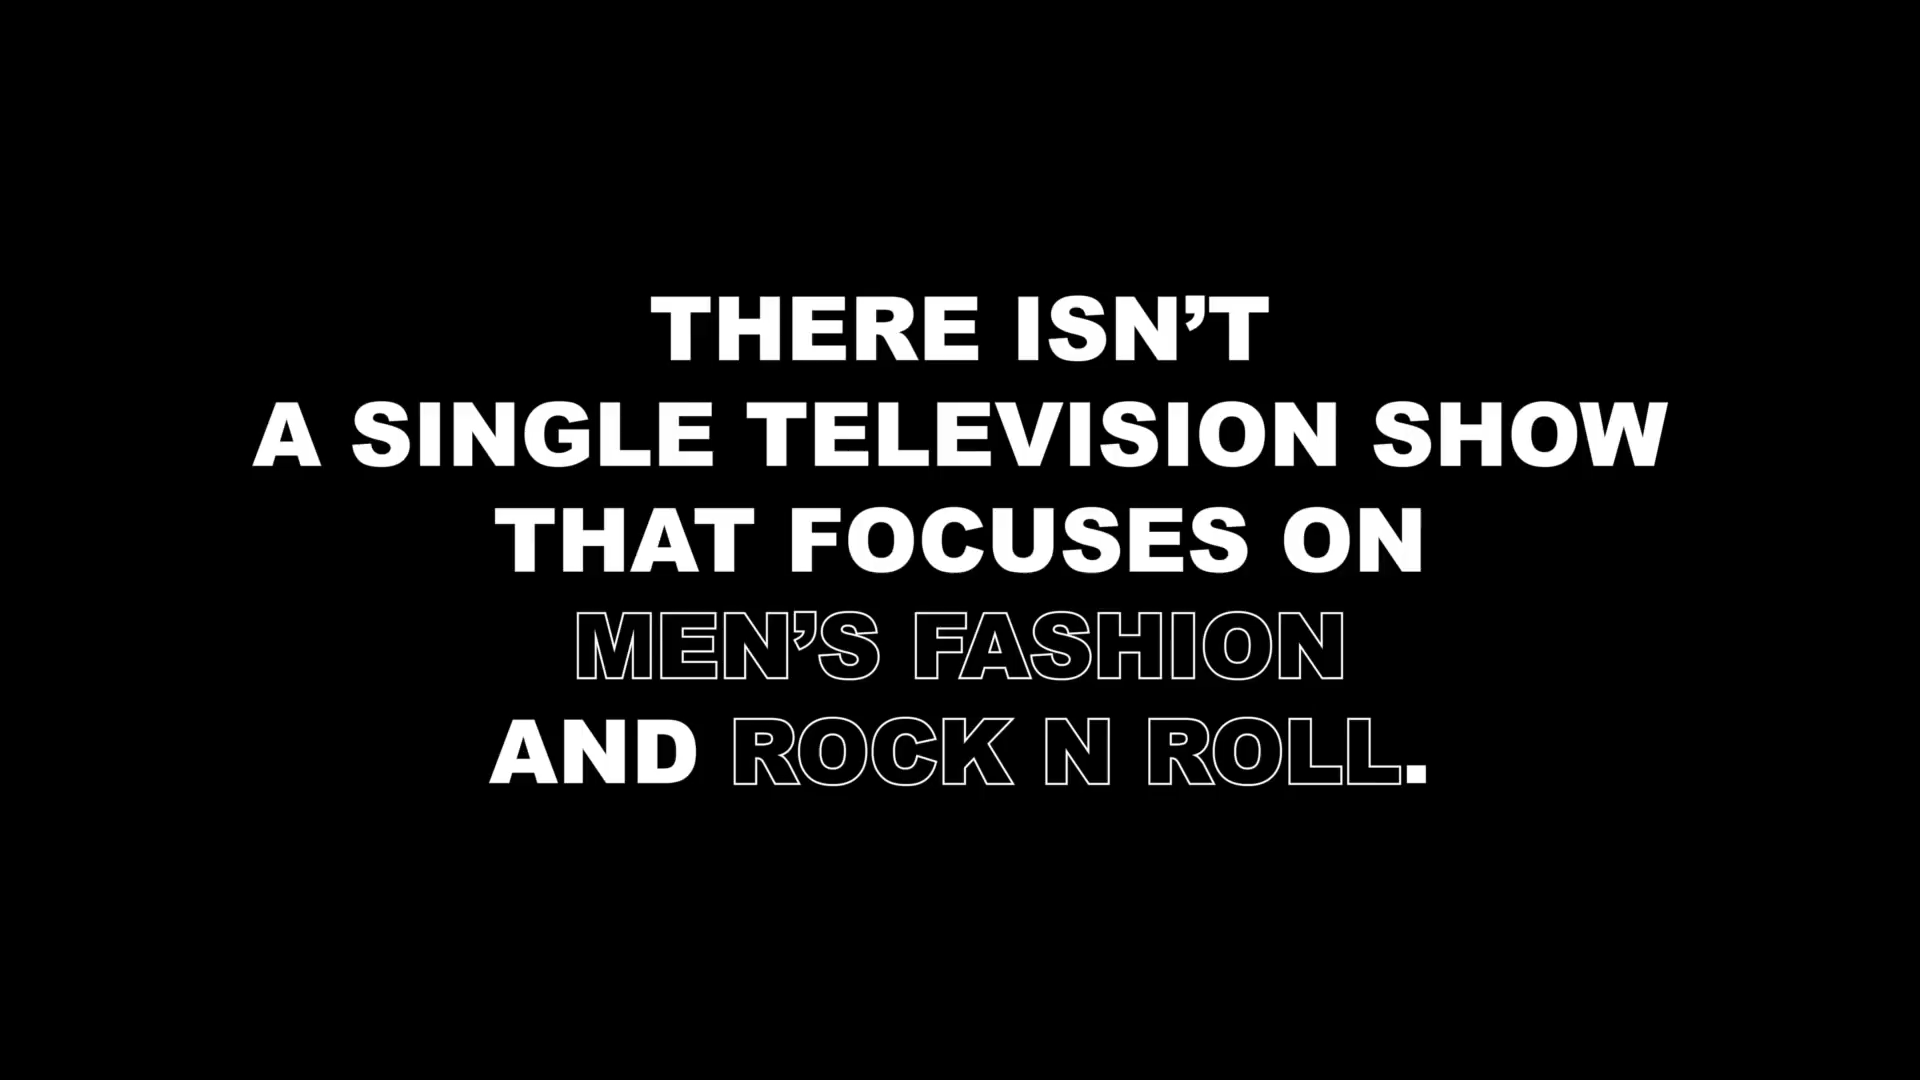 THERE ISN’T
A SINGLE TELEVISION SHOW
THAT FOCUSES ON
MEN’S FASHION
AND ROCK N ROLL.